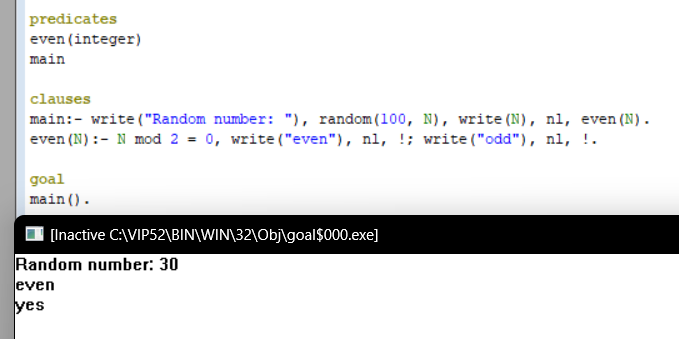 predicates
even(integer)
main
clauses
main:- write("Random number: "), random(100, N), write(N), nl, even(N).
even(N):- N mod 2 = 0, write("even"), nl, !; write("odd"), nl, !.
goal
main().
[Inactive C:\VIP52\BIN\WIN\32\Obj\goal$000.exe]
Random number: 30
even
yes